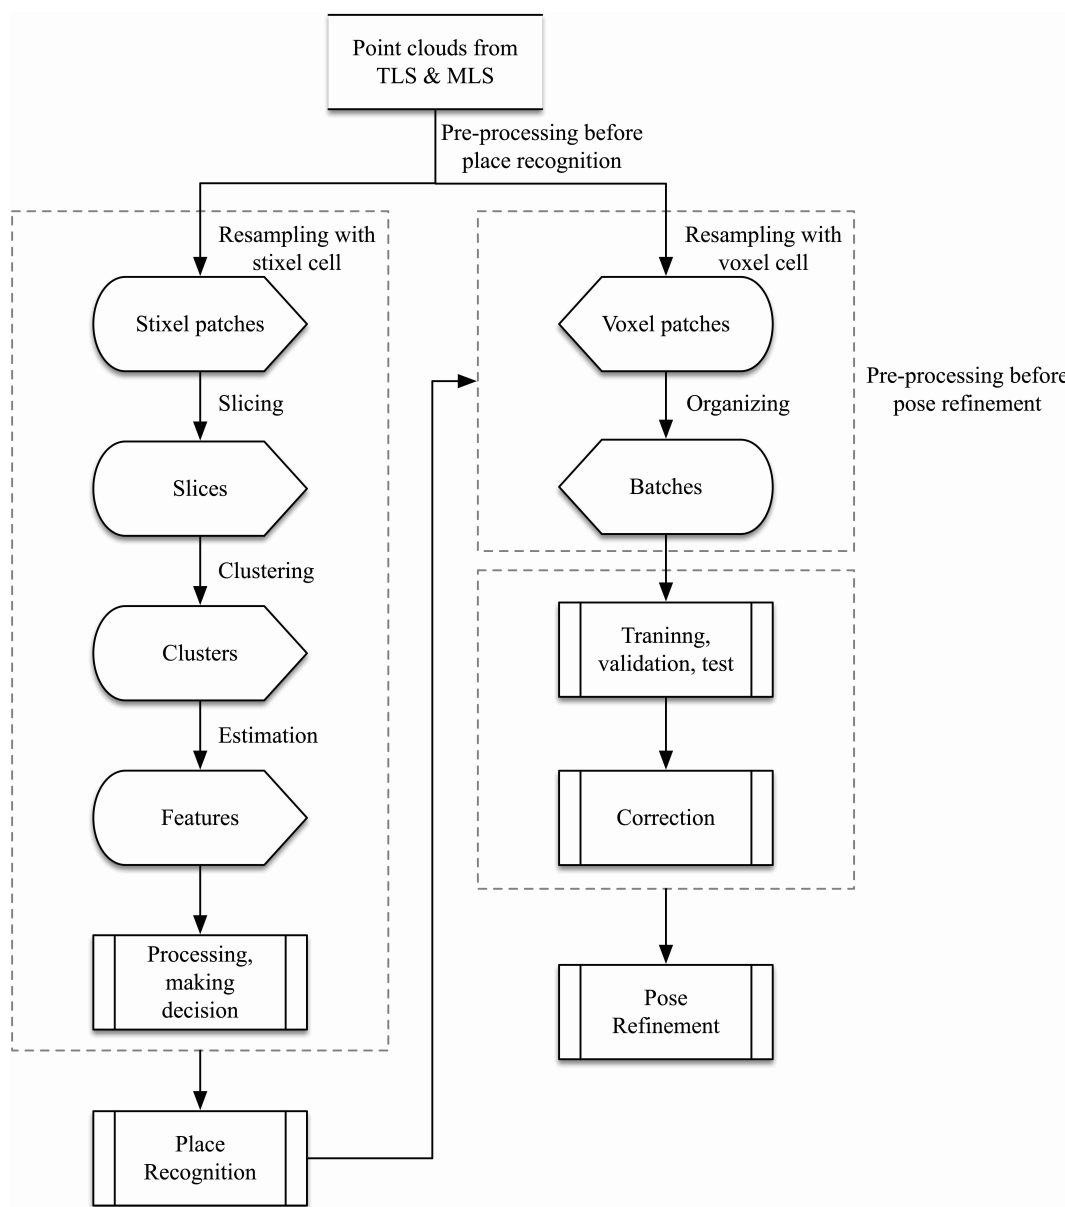 Point clouds from
TLS & MLS
Pre-processing before
place recognition
Resampling with
stixel cell
Stixel patches
Slicing
Slices
Clustering
Clusters
Estimation
Features
Processing,
making
decision
Place
Recognition
Resampling with
voxel cell
Voxel patches
Organizing
Batches
Pre-processing before
pose refinement
Traninng,
validation, test
Correction
Pose
Refinement